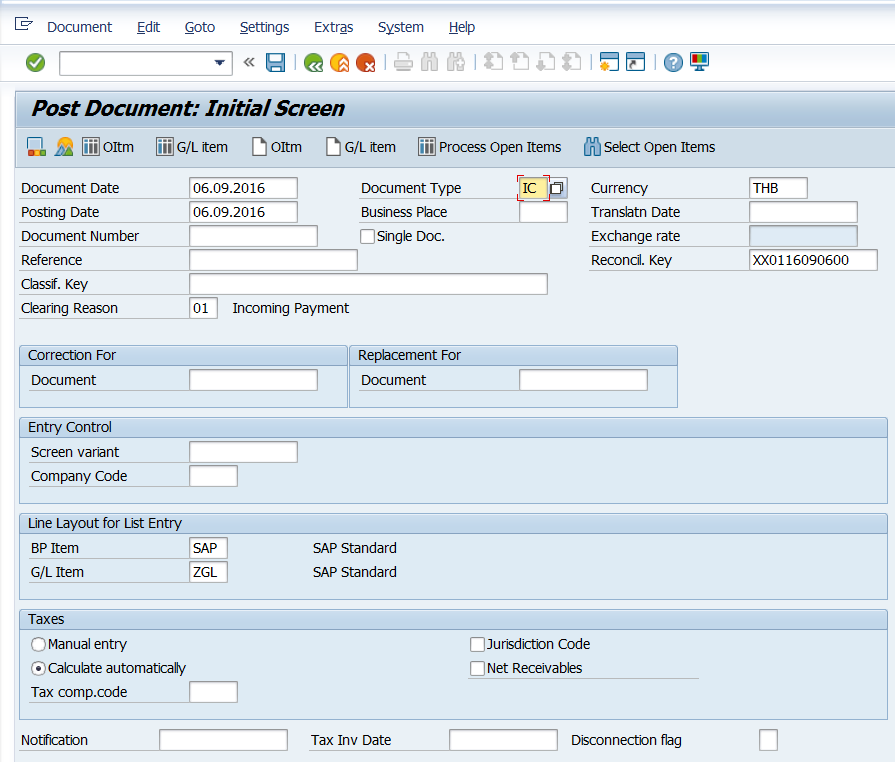 Document Edit Goto Settings Extras System Help
Post Document: Initial Screen
OItm G/L item OItm G/L item Process Open Items Select Open Items
Document Date 06.09.2016 Document Type IC Currency THB
Posting Date 06.09.2016 Business Place Translatn Date
Document Number Single Doc. Exchange rate
Reference Reconcil. Key XX0116090600
Classif. Key
Clearing Reason 01 Incoming Payment
Correction For Replacement For
Document Document
Entry Control
Screen variant
Company Code
Line Layout for List Entry
BP Item SAP SAP Standard
G/L Item ZGL SAP Standard
Taxes
Manual entry Jurisdiction Code
Calculate automatically Net Receivables
Tax comp.code
Notification Tax Inv Date Disconnection flag